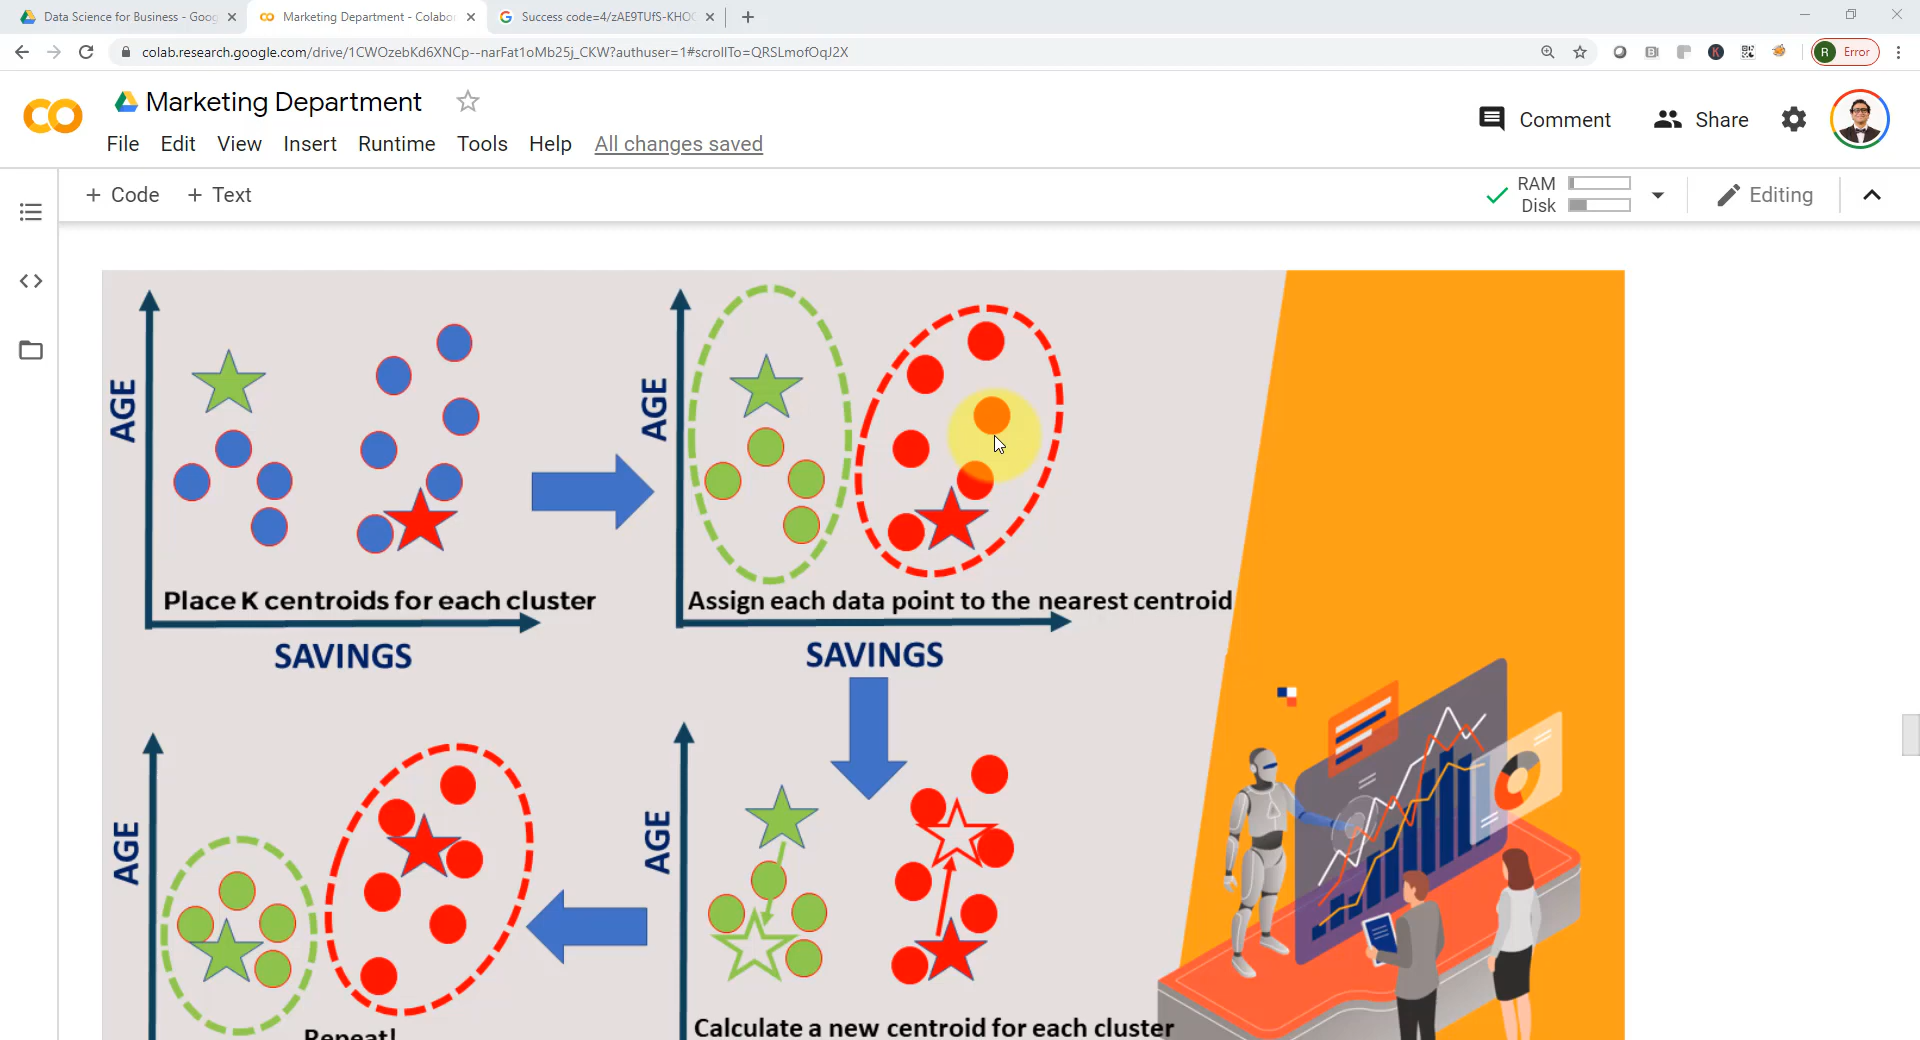 Data Science for Business - Goog
Marketing Department - Colabo
Success code=4/zAE9TUfS-KHO
colab.research.google.com/drive/1CWOzebKd6XNCp--narFat1oMb25j_CKW?authuser=1#scrollTo=QRSLmofOqJ2X
R Error
Marketing Department
Comment
Share
File Edit View Insert Runtime Tools Help All changes saved
+ Code + Text
RAM
Disk
Editing
AGE
Place K centroids for each cluster
SAVINGS
AGE
Assign each data point to the nearest centroid
SAVINGS
AGE
Repeat!
AGE
Calculate a new centroid for each cluster